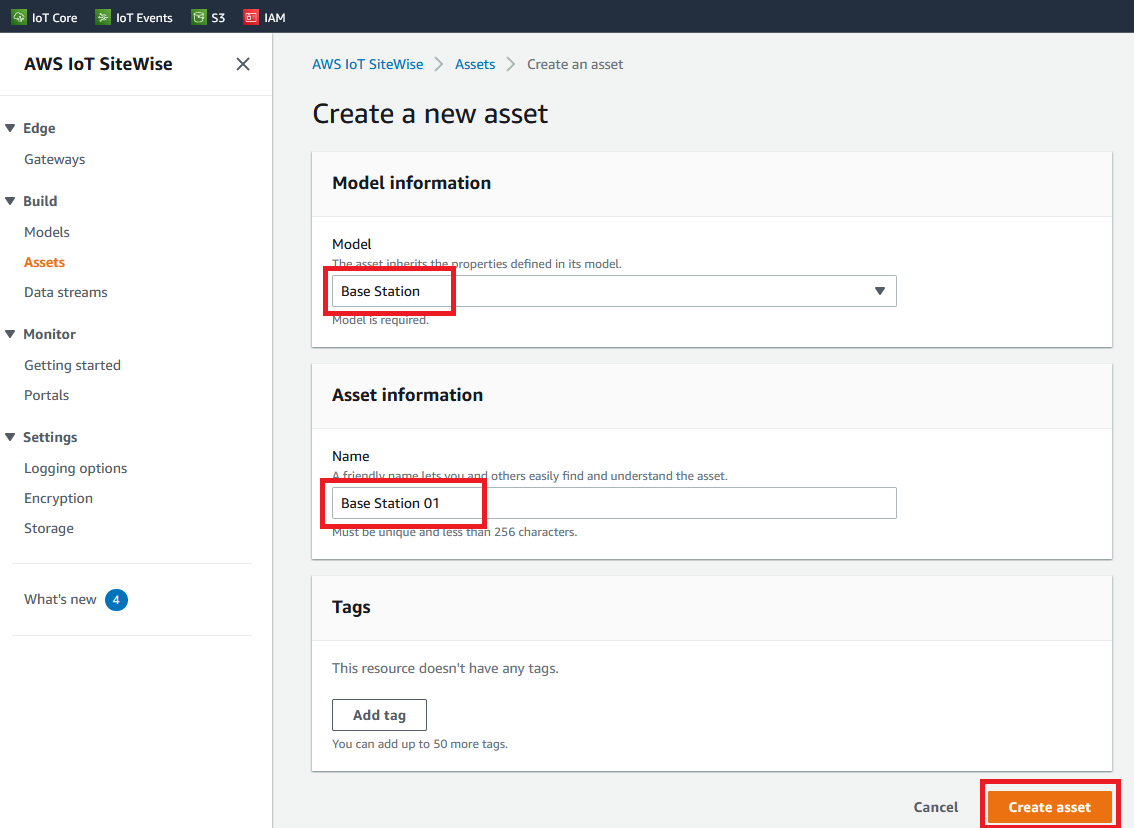 IoT Core IoT Events S3 IAM
AWS IoT SiteWise
Edge
Gateways
Build
Models
Assets
Data streams
Monitor
Getting started
Portals
Settings
Logging options
Encryption
Storage
What's new 4
AWS IoT SiteWise Assets Create an asset
Create a new asset
Model information
Model
The asset inherits the properties defined in its model.
Base Station
Model is required.
Asset information
Name
A friendly name lets you and others easily find and understand the asset.
Base Station 01
Must be unique and less than 256 characters.
Tags
This resource doesn't have any tags.
Add tag
You can add up to 50 more tags.
Cancel Create asset